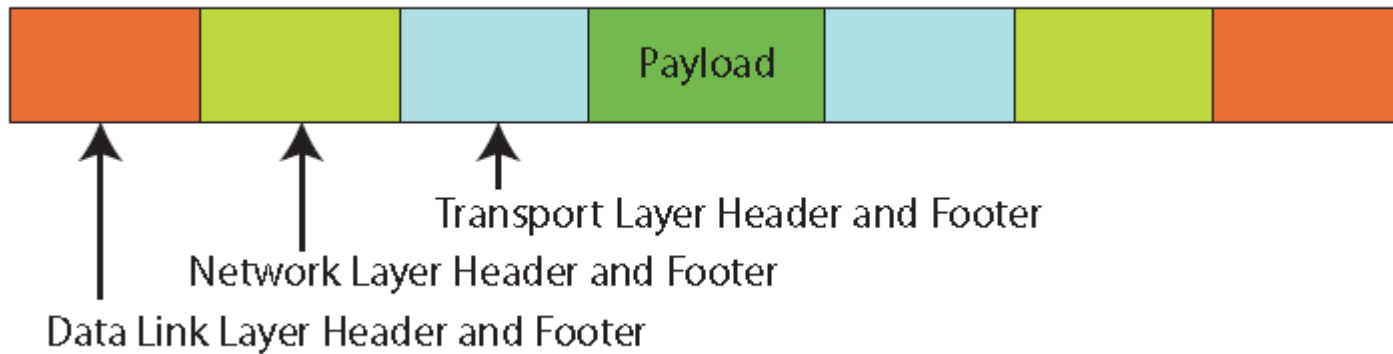 Payload
Transport Layer Header and Footer
Network Layer Header and Footer
Data Link Layer Header and Footer